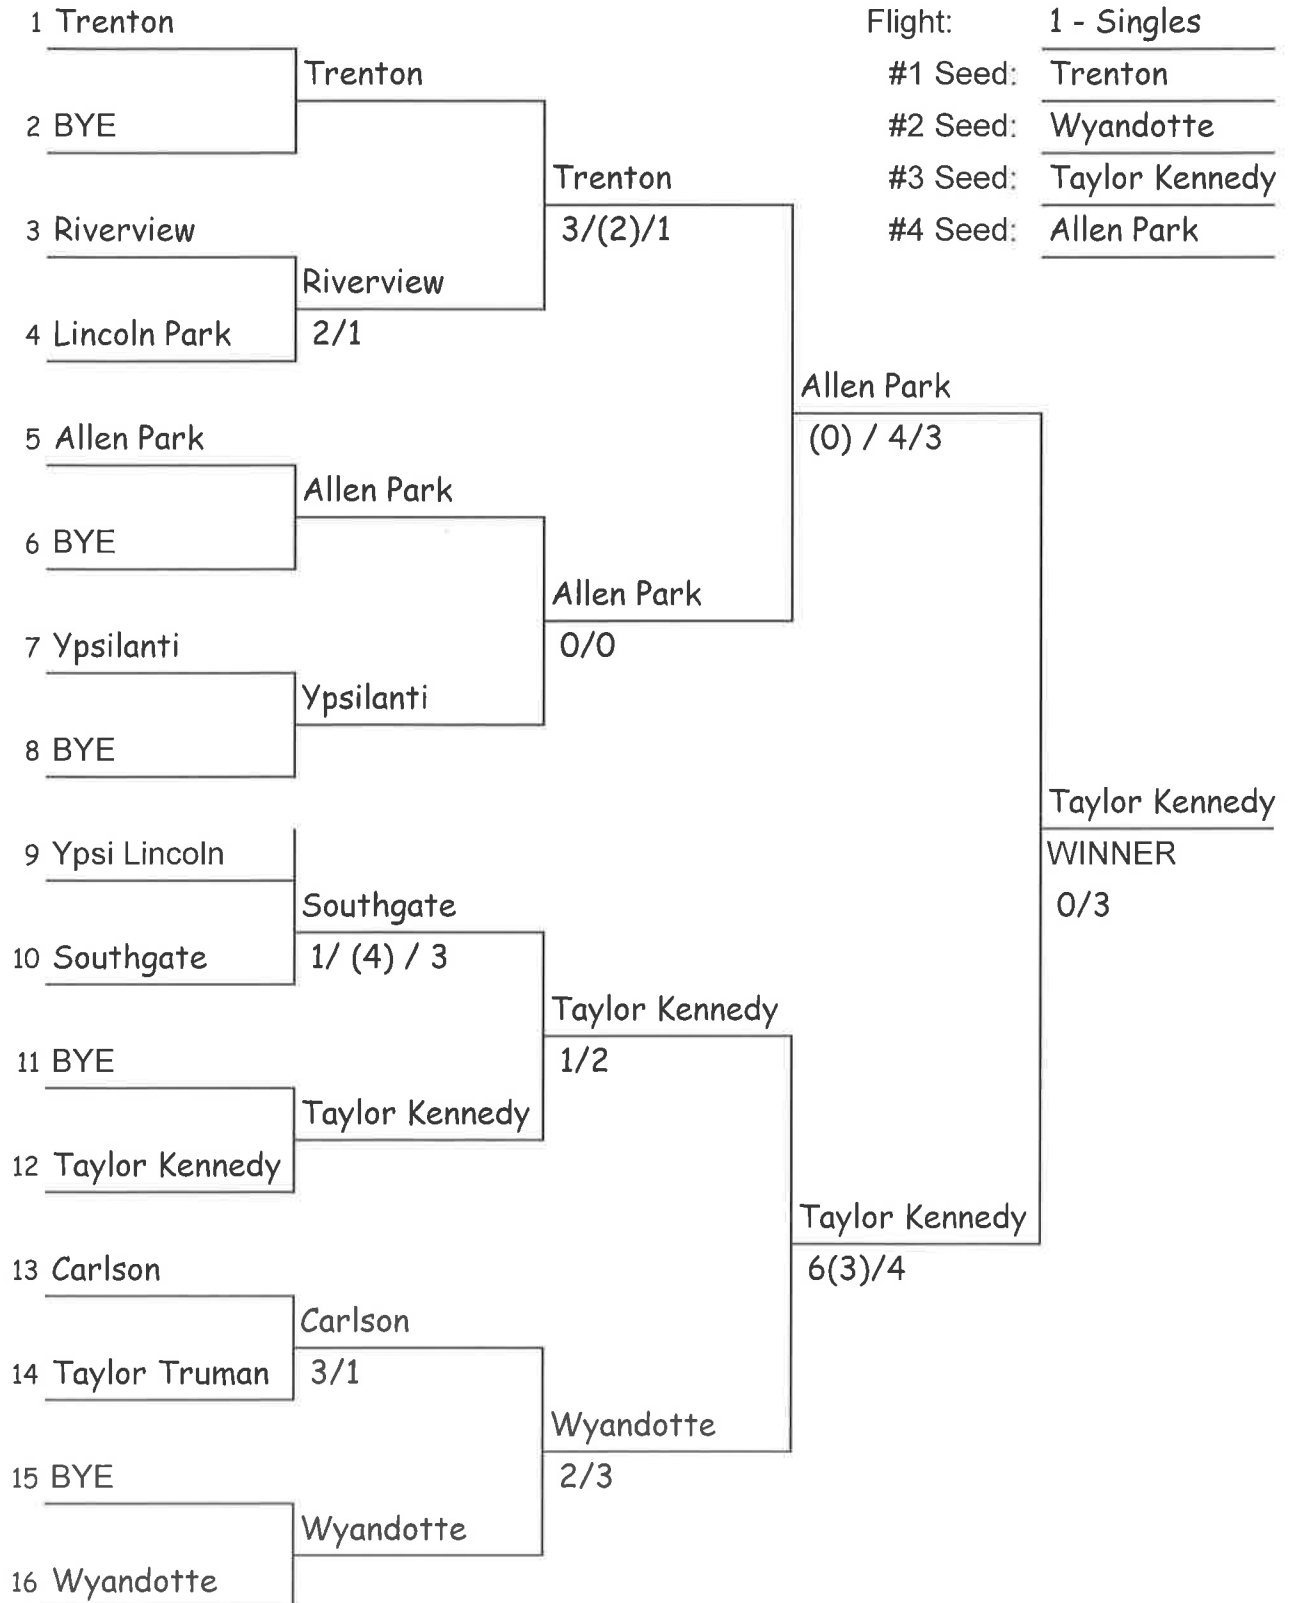 1 Trenton
Flight: 1 - Singles
Trenton
#1 Seed: Trenton
2 BYE
#2 Seed: Wyandotte
Trenton
#3 Seed: Taylor Kennedy
3 Riverview
3/(2)/1
#4 Seed: Allen Park
Riverview
4 Lincoln Park
2/1
Allen Park
5 Allen Park
(0) / 4/3
Allen Park
6 BYE
Allen Park
7 Ypsilanti
0/0
Ypsilanti
8 BYE
Taylor Kennedy
9 Ypsi Lincoln
WINNER
Southgate
0/3
10 Southgate
1/ (4) / 3
Taylor Kennedy
11 BYE
1/2
Taylor Kennedy
12 Taylor Kennedy
Taylor Kennedy
13 Carlson
6(3)/4
Carlson
14 Taylor Truman
3/1
Wyandotte
15 BYE
2/3
Wyandotte
16 Wyandotte